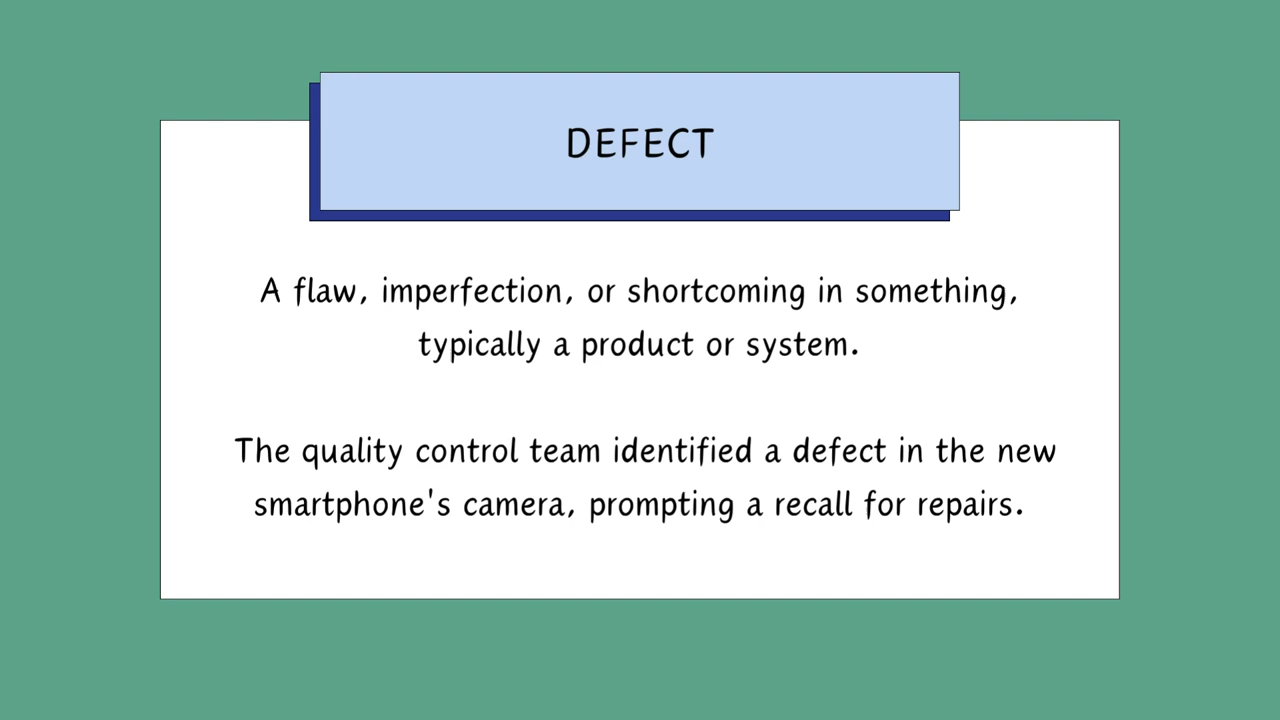 DEFECT
A flaw, imperfection, or shortcoming in something,
typically a product or system.
The quality control team identified a defect in the new
smartphone's camera, prompting a recall for repairs.